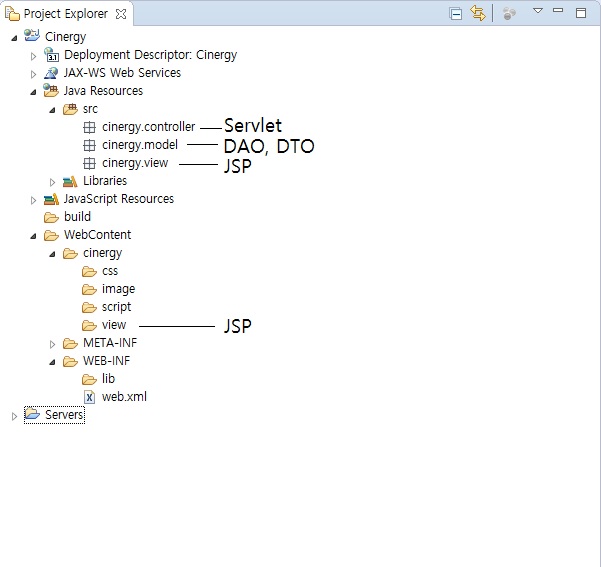 Project Explorer
Cinergy
3.1 Deployment Descriptor: Cinergy
JAX-WS Web Services
Java Resources
src
cinergy.controller Servlet
cinergy.model DAO, DTO
cinergy.view JSP
Libraries
JavaScript Resources
build
WebContent
cinergy
css
image
script
view JSP
META-INF
WEB-INF
lib
X web.xml
Servers